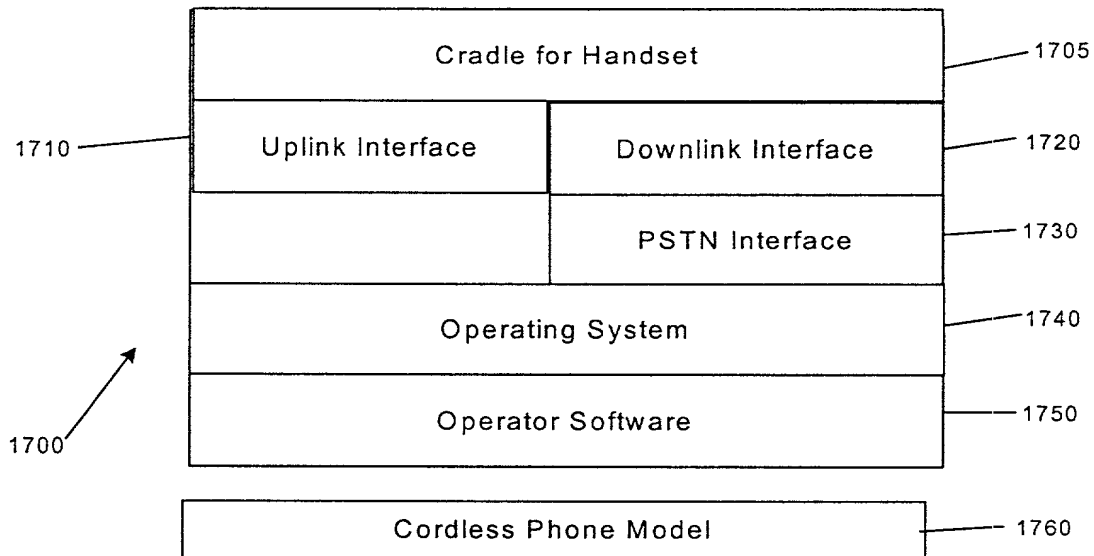 Cradle for Handset
1705
1710
Uplink Interface
Downlink Interface
1720
PSTN Interface
1730
Operating System
1740
1700
Operator Software
1750
Cordless Phone Model
1760